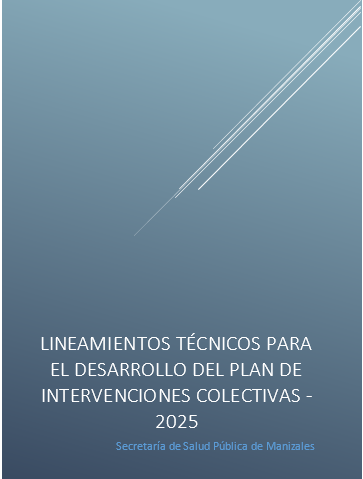 LINEAMIENTOS TÉCNICOS PARA
EL DESARROLLO DEL PLAN DE
INTERVENCIONES COLECTIVAS -
2025
Secretaría de Salud Pública de Manizales